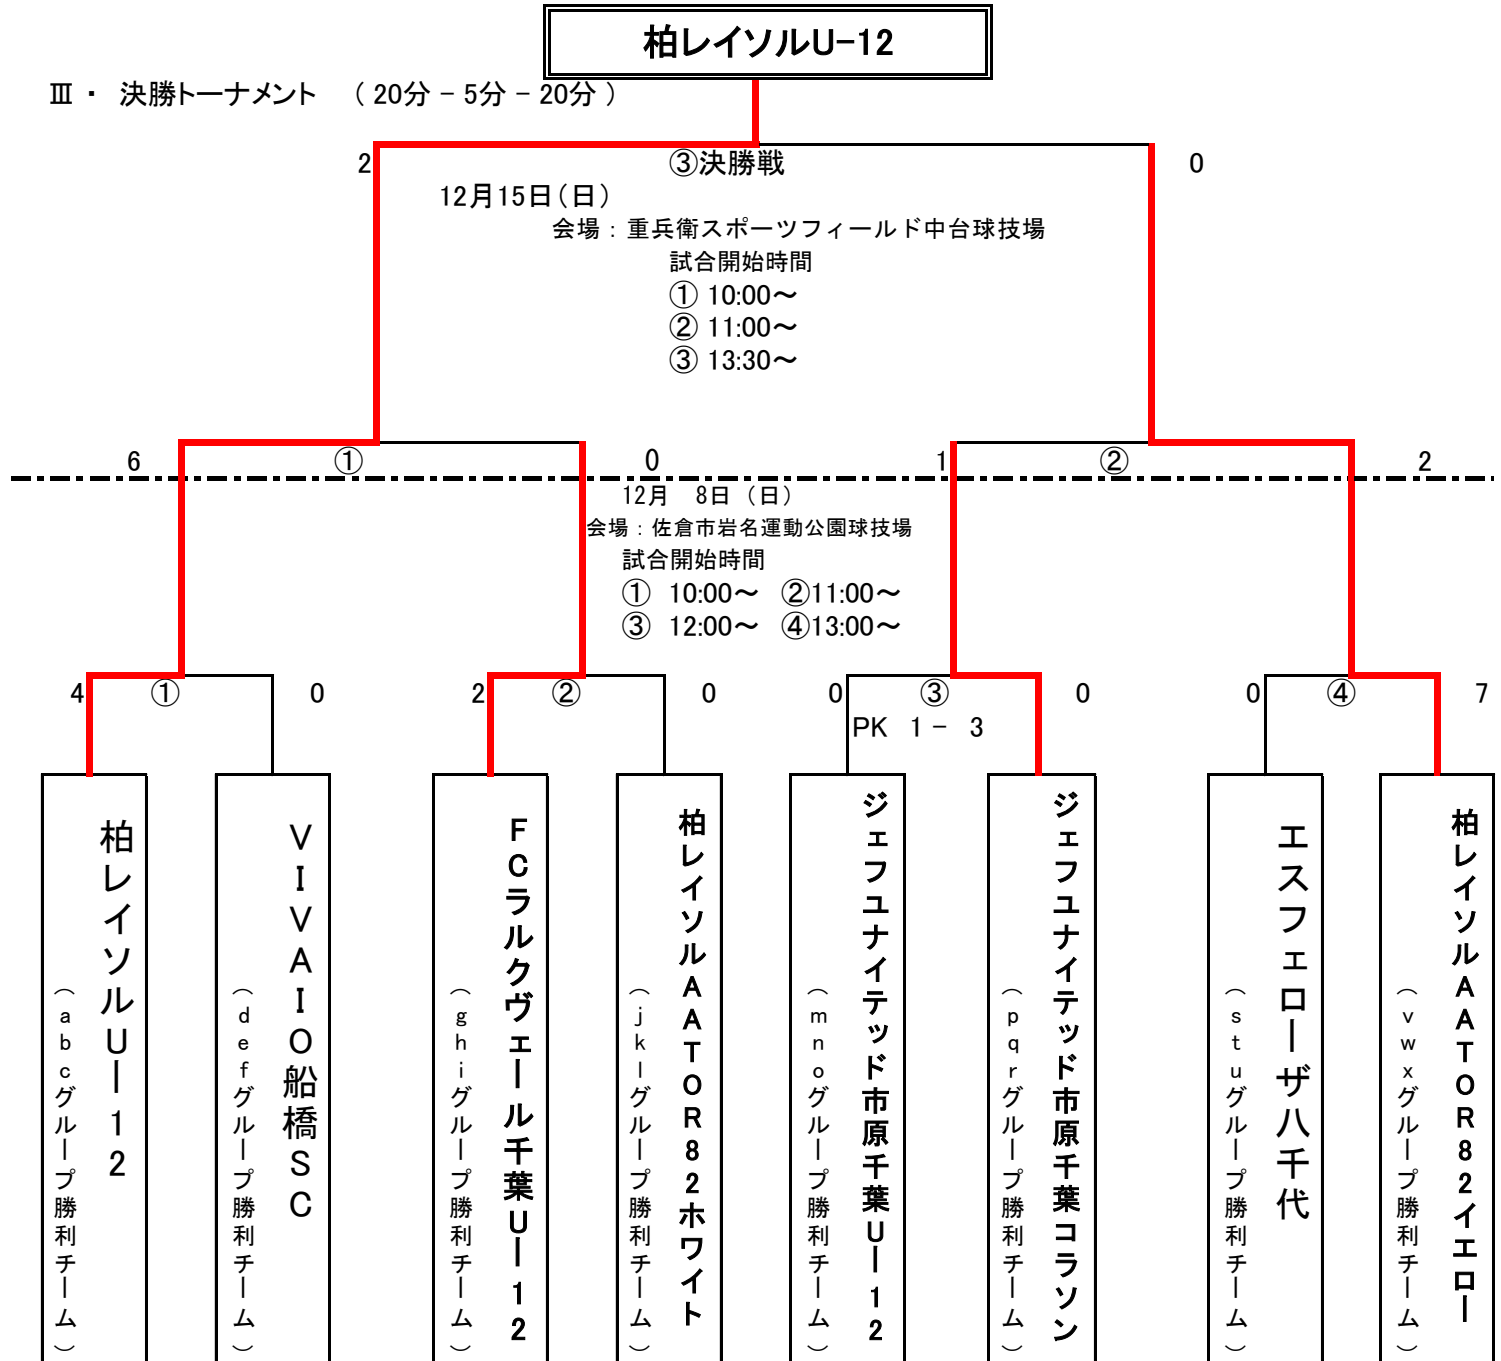 柏レイソルU-12
Ⅲ ・ 決勝トーナメント （ 20分 － 5分 － 20分 ）
2 ③決勝戦 0
12月15日（日）
会場：重兵衛スポーツフィールド中台球技場
試合開始時間
① 10:00～
② 11:00～
③ 13:30～
6 ① 0 1 ② 2
12月 8日（日）
会場：佐倉市岩名運動公園球技場
試合開始時間
① 10:00～ ②11:00～
③ 12:00～ ④13:00～
4 ① 0 2 ② 0 0 ③ 0 0 ④ 7
PK 1 － 3
柏レイソルUー12
（abcグループ勝利チーム）
VIVAIO船橋SC
（defグループ勝利チーム）
FCラルクヴェール千葉Uー12
（ghiグループ勝利チーム）
柏レイソルAATOR82ホワイト
（jklグループ勝利チーム）
ジェフユナイテッド市原千葉Uー12
（mnoグループ勝利チーム）
ジェフユナイテッド市原千葉コラソン
（pqrグループ勝利チーム）
エスフェローザ八千代
（stuグループ勝利チーム）
柏レイソルAATOR82イエロー
（vwxグループ勝利チーム）